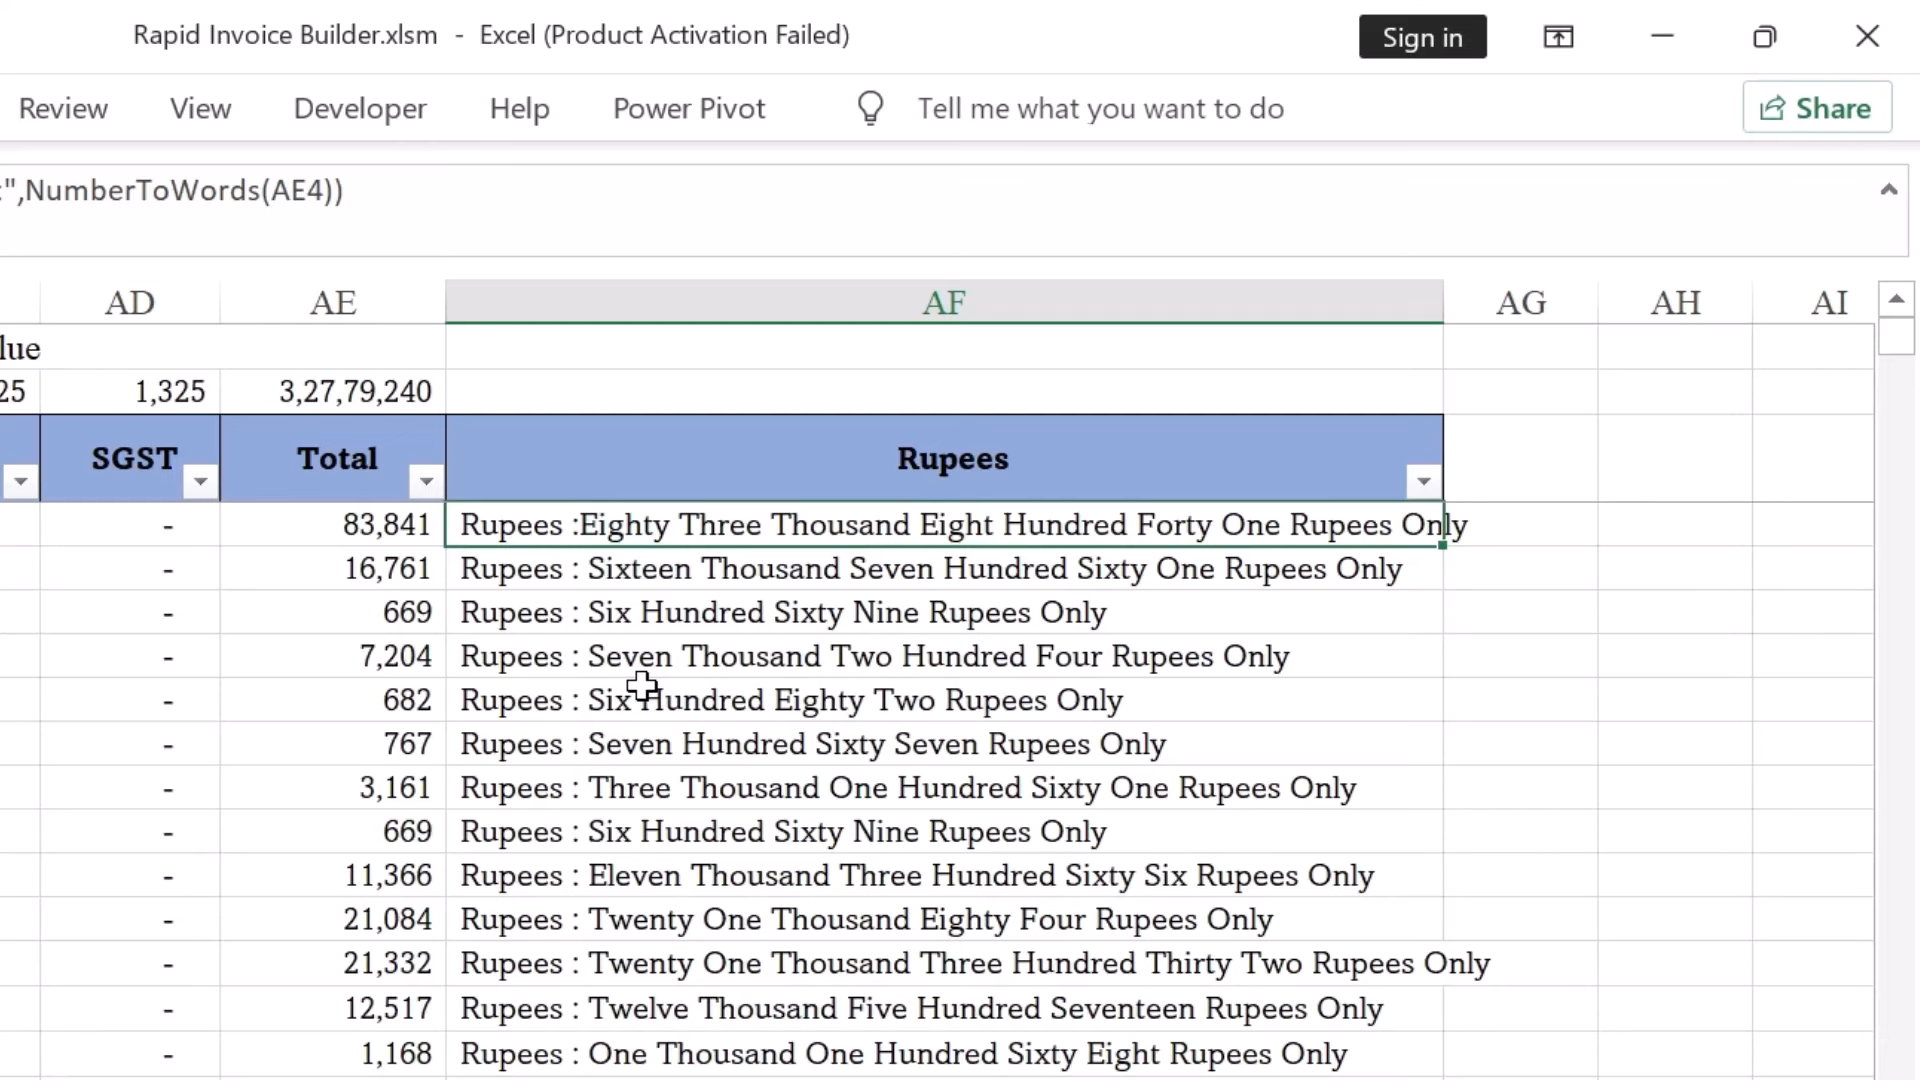 Rapid Invoice Builder.xlsm - Excel (Product Activation Failed) Sign in
Review View Developer Help Power Pivot Tell me what you want to do Share
:",NumberToWords(AE4))
AD AE AF AG AH AI
lue
25 1,325 3,27,79,240
SGST Total Rupees
- 83,841 Rupees :Eighty Three Thousand Eight Hundred Forty One Rupees Only
- 16,761 Rupees : Sixteen Thousand Seven Hundred Sixty One Rupees Only
- 669 Rupees : Six Hundred Sixty Nine Rupees Only
- 7,204 Rupees : Seven Thousand Two Hundred Four Rupees Only
- 682 Rupees : Six Hundred Eighty Two Rupees Only
- 767 Rupees : Seven Hundred Sixty Seven Rupees Only
- 3,161 Rupees : Three Thousand One Hundred Sixty One Rupees Only
- 669 Rupees : Six Hundred Sixty Nine Rupees Only
- 11,366 Rupees : Eleven Thousand Three Hundred Sixty Six Rupees Only
- 21,084 Rupees : Twenty One Thousand Eighty Four Rupees Only
- 21,332 Rupees : Twenty One Thousand Three Hundred Thirty Two Rupees Only
- 12,517 Rupees : Twelve Thousand Five Hundred Seventeen Rupees Only
- 1,168 Rupees : One Thousand One Hundred Sixty Eight Rupees Only